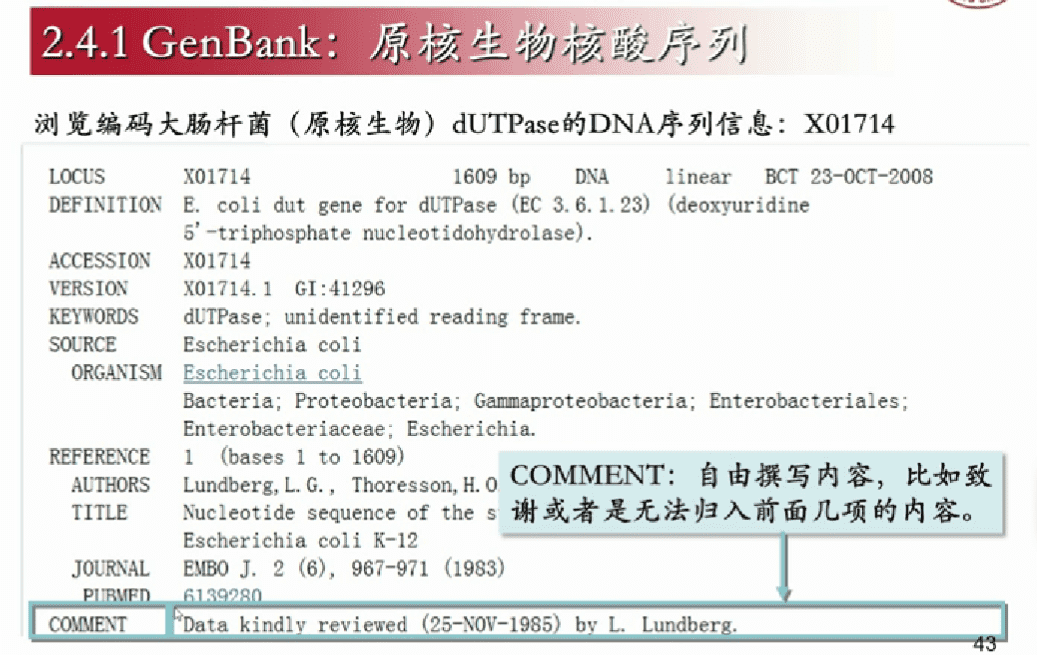 2.4.1 GenBank：原核生物核酸序列
浏览编码大肠杆菌（原核生物）dUTPase的DNA序列信息：X01714
LOCUS X01714 1609 bp DNA linear BCT 23-OCT-2008
DEFINITION E. coli dut gene for dUTPase (EC 3.6.1.23) (deoxyuridine
5'-triphosphate nucleotidohydrolase).
ACCESSION X01714
VERSION X01714.1 GI:41296
KEYWORDS dUTPase; unidentified reading frame.
SOURCE Escherichia coli
ORGANISM Escherichia coli
Bacteria; Proteobacteria; Gammaproteobacteria; Enterobacteriales;
Enterobacteriaceae; Escherichia.
REFERENCE 1 (bases 1 to 1609)
AUTHORS Lundberg,L.G., Thoresson,H.O
TITLE Nucleotide sequence of the s
Escherichia coli K-12
JOURNAL EMBO J. 2 (6), 967-971 (1983)
PUBMED 6139280
COMMENT：自由撰写内容，比如致
谢或者是无法归入前面几项的内容。
COMMENT Data kindly reviewed (25-NOV-1985) by L. Lundberg.
43